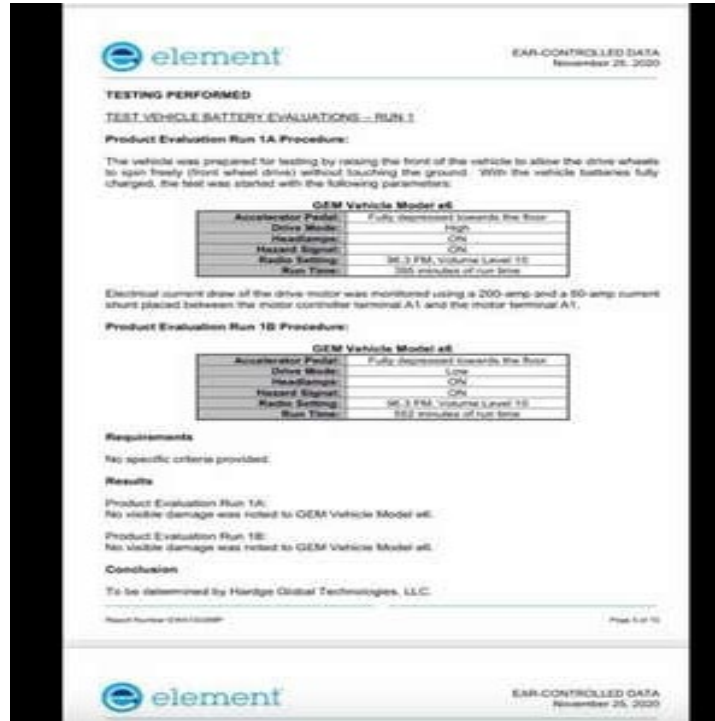 element
EAR-CONTROLLED DATA
November 25, 2020
TESTING PERFORMED
TEST VEHICLE BATTERY EVALUATIONS – RUN 1
Product Evaluation Run 1A Procedure:
The vehicle was prepared for testing by raising the front of the vehicle to allow the drive wheels
to spin freely (front wheel drive) without touching the ground. With the vehicle batteries fully
charged, the test was started with the following parameters:
GEM Vehicle Model e6
Accelerator Pedal: Fully depressed towards the floor
Drive Mode: High
Headlamps: ON
Hazard Signal: ON
Radio Setting: 96.3 FM, Volume Level 10
Run Time: 395 minutes of run time
Electrical current draw of the drive motor was monitored using a 200-amp and a 50-amp current
shunt placed between the motor controller terminal A1 and the motor terminal A1.
Product Evaluation Run 1B Procedure:
GEM Vehicle Model e6
Accelerator Pedal: Fully depressed towards the floor
Drive Mode: Low
Headlamps: ON
Hazard Signal: ON
Radio Setting: 96.3 FM, Volume Level 10
Run Time: 552 minutes of run time
Requirements
No specific criteria provided.
Results
Product Evaluation Run 1A:
No visible damage was noted to GEM Vehicle Model e6.
Product Evaluation Run 1B:
No visible damage was noted to GEM Vehicle Model e6.
Conclusion
To be determined by Hardge Global Technologies, LLC.
Report Number
Page 5 of 10
element
EAR-CONTROLLED DATA
November 25, 2020